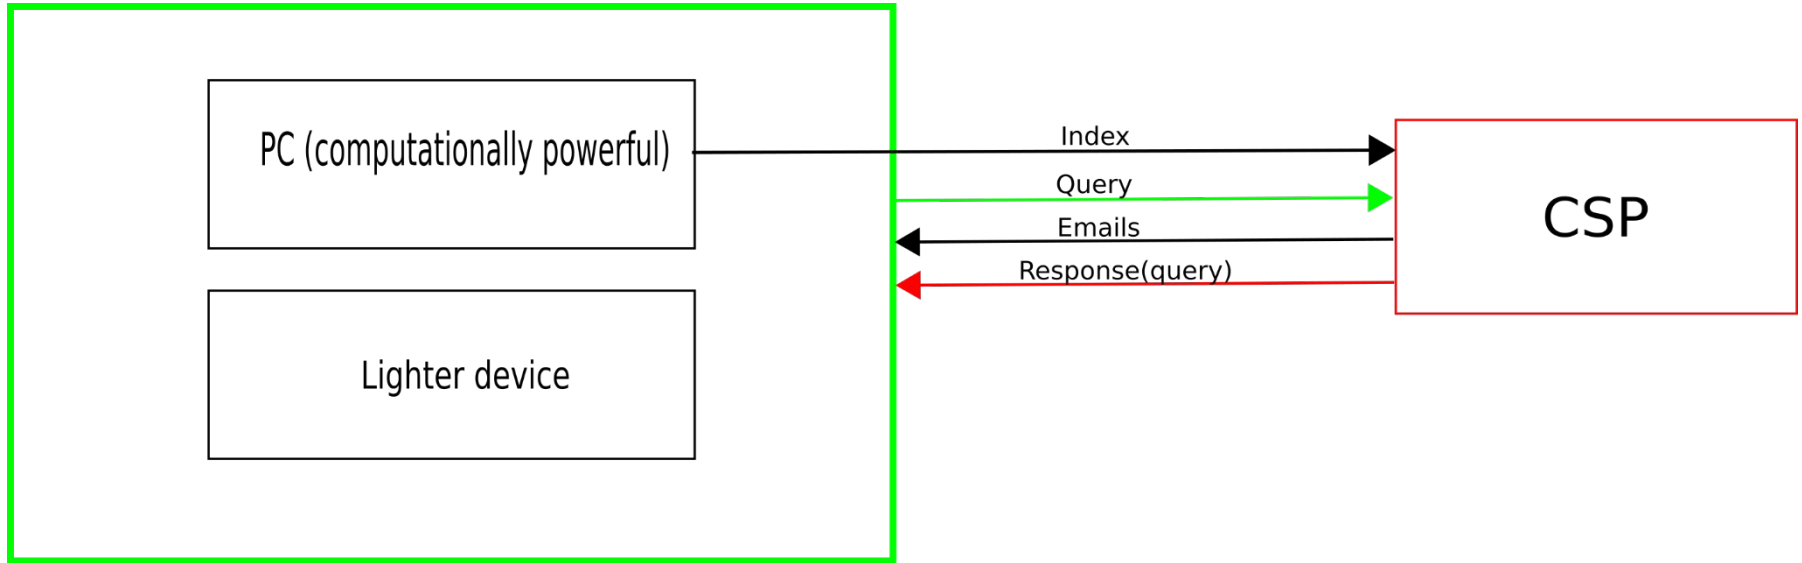 PC (computationally powerful)
Index
Query
CSP
Emails
Response(query)
Lighter device